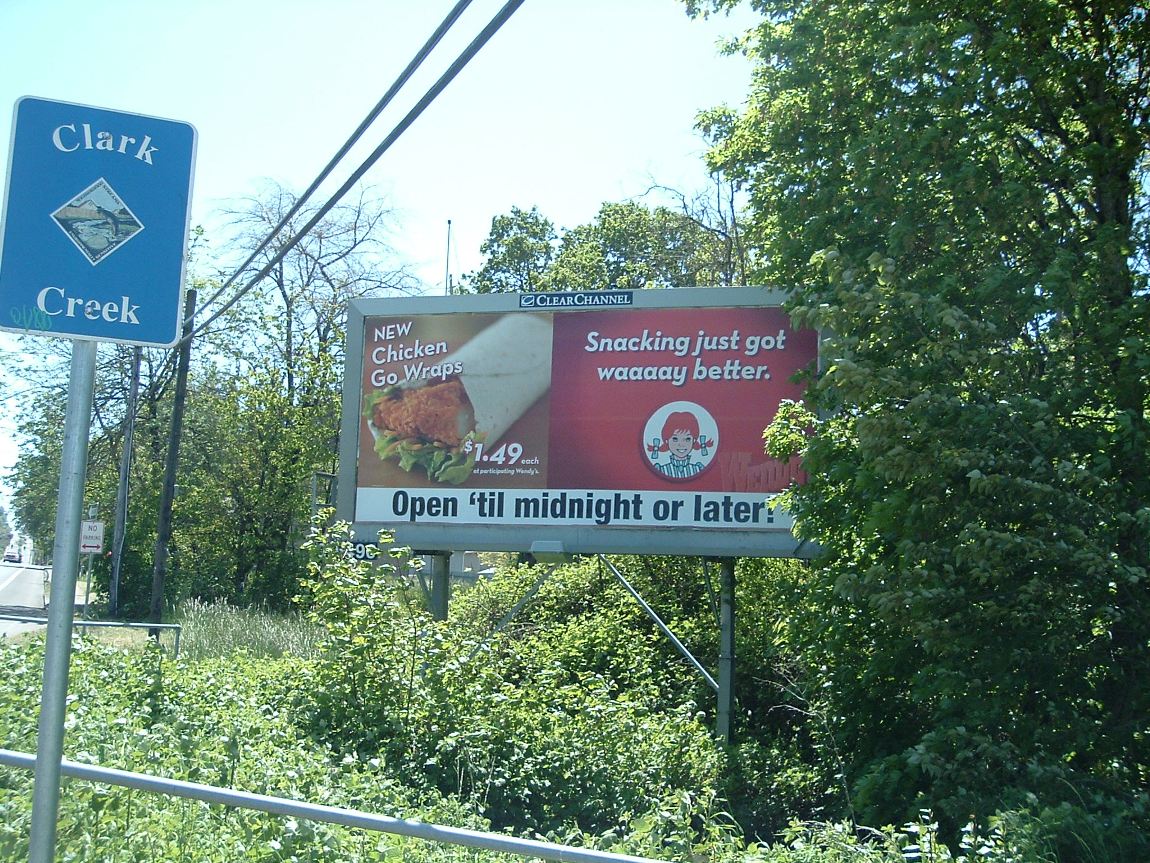 Clark
Creek
CLEARCHANNEL
NEW
Chicken
Go Wraps
$1.49 each
at participating Wendy's.
Snacking just got
waaaay better.
Open 'til midnight or later!
NO
PARKING